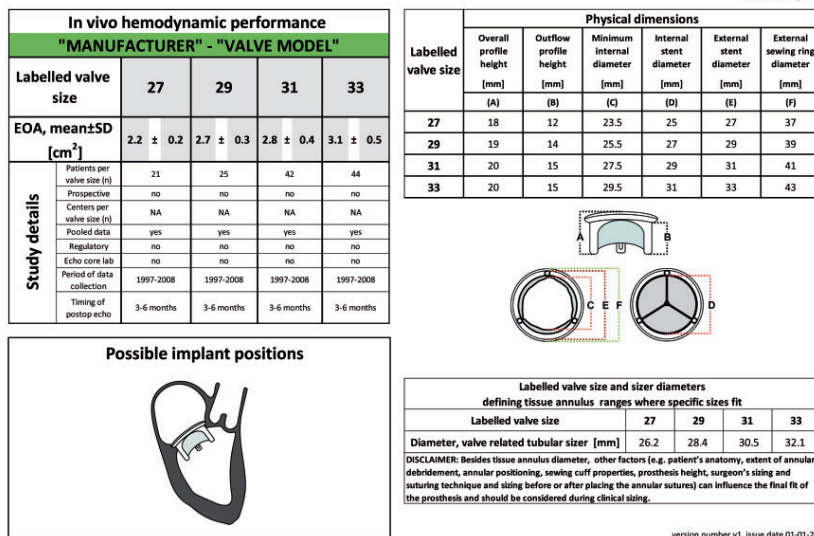 In vivo hemodynamic performance
"MANUFACTURER" - "VALVE MODEL"
Labelled valve size 27 29 31 33
EOA, mean±SD [cm²] 2.2 ± 0.2 2.7 ± 0.3 2.8 ± 0.4 3.1 ± 0.5
Study details
Patients per valve size (n) 21 25 42 44
Prospective no no no no
Centers per valve size (n) NA NA NA NA
Pooled data yes yes yes yes
Regulatory no no no no
Echo core lab no no no no
Period of data collection 1997-2008 1997-2008 1997-2008 1997-2008
Timing of postop echo 3-6 months 3-6 months 3-6 months 3-6 months
Possible implant positions
Physical dimensions
Labelled valve size
Overall profile height [mm] (A)
Outflow profile height [mm] (B)
Minimum internal diameter [mm] (C)
Internal stent diameter [mm] (D)
External stent diameter [mm] (E)
External sewing ring diameter [mm] (F)
27 18 12 23.5 25 27 37
29 19 14 25.5 27 29 39
31 20 15 27.5 29 31 41
33 20 15 29.5 31 33 43
A B
C E F D
Labelled valve size and sizer diameters
defining tissue annulus ranges where specific sizes fit
Labelled valve size 27 29 31 33
Diameter, valve related tubular sizer [mm] 26.2 28.4 30.5 32.1
DISCLAIMER: Besides tissue annulus diameter, other factors (e.g. patient's anatomy, extent of annular
debridement, annular positioning, sewing cuff properties, prosthesis height, surgeon's sizing and
suturing technique and sizing before or after placing the annular sutures) can influence the final fit of
the prosthesis and should be considered during clinical sizing.
version number v1, issue date 01-01-2